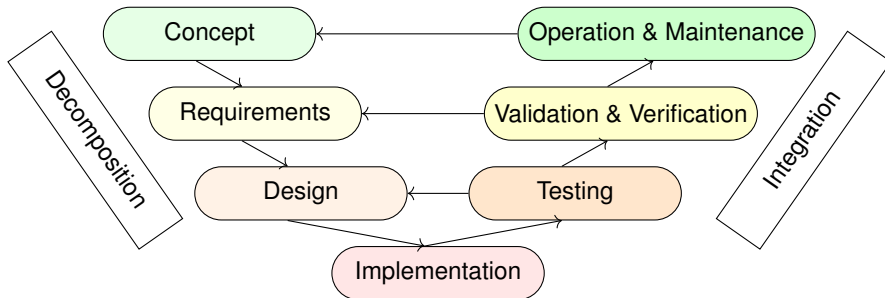 Concept
Operation & Maintenance
Decomposition
Requirements
Validation & Verification
Integration
Design
Testing
Implementation